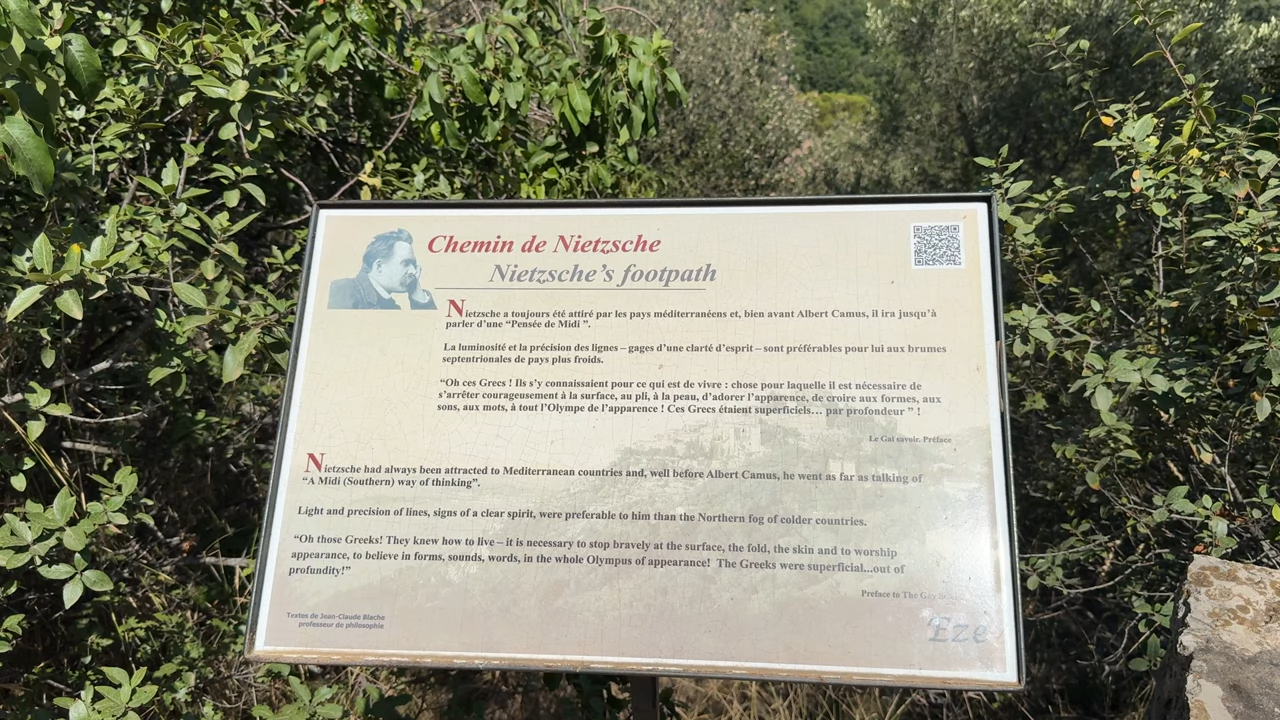 Chemin de Nietzsche
Nietzsche's footpath
Nietzsche a toujours été attiré par les pays méditerranéens et, bien avant Albert Camus, il ira jusqu'à
parler d'une “Pensée de Midi ”.
La luminosité et la précision des lignes – gages d'une clarté d'esprit – sont préférables pour lui aux brumes
septentrionales de pays plus froids.
“Oh ces Grecs ! Ils s'y connaissaient pour ce qui est de vivre : chose pour laquelle il est nécessaire de
s'arrêter courageusement à la surface, au pli, à la peau, d'adorer l'apparence, de croire aux formes, aux
sons, aux mots, à tout l'Olympe de l'apparence ! Ces Grecs étaient superficiels… par profondeur ” !
Le Gai savoir. Préface
Nietzsche had always been attracted to Mediterranean countries and, well before Albert Camus, he went as far as talking of
“A Midi (Southern) way of thinking”.
Light and precision of lines, signs of a clear spirit, were preferable to him than the Northern fog of colder countries.
“Oh those Greeks! They knew how to live – it is necessary to stop bravely at the surface, the fold, the skin and to worship
appearance, to believe in forms, sounds, words, in the whole Olympus of appearance! The Greeks were superficial...out of
profundity!”
Preface to The Gay
Textes de Jean-Claude Blache
professeur de philosophie
Eze